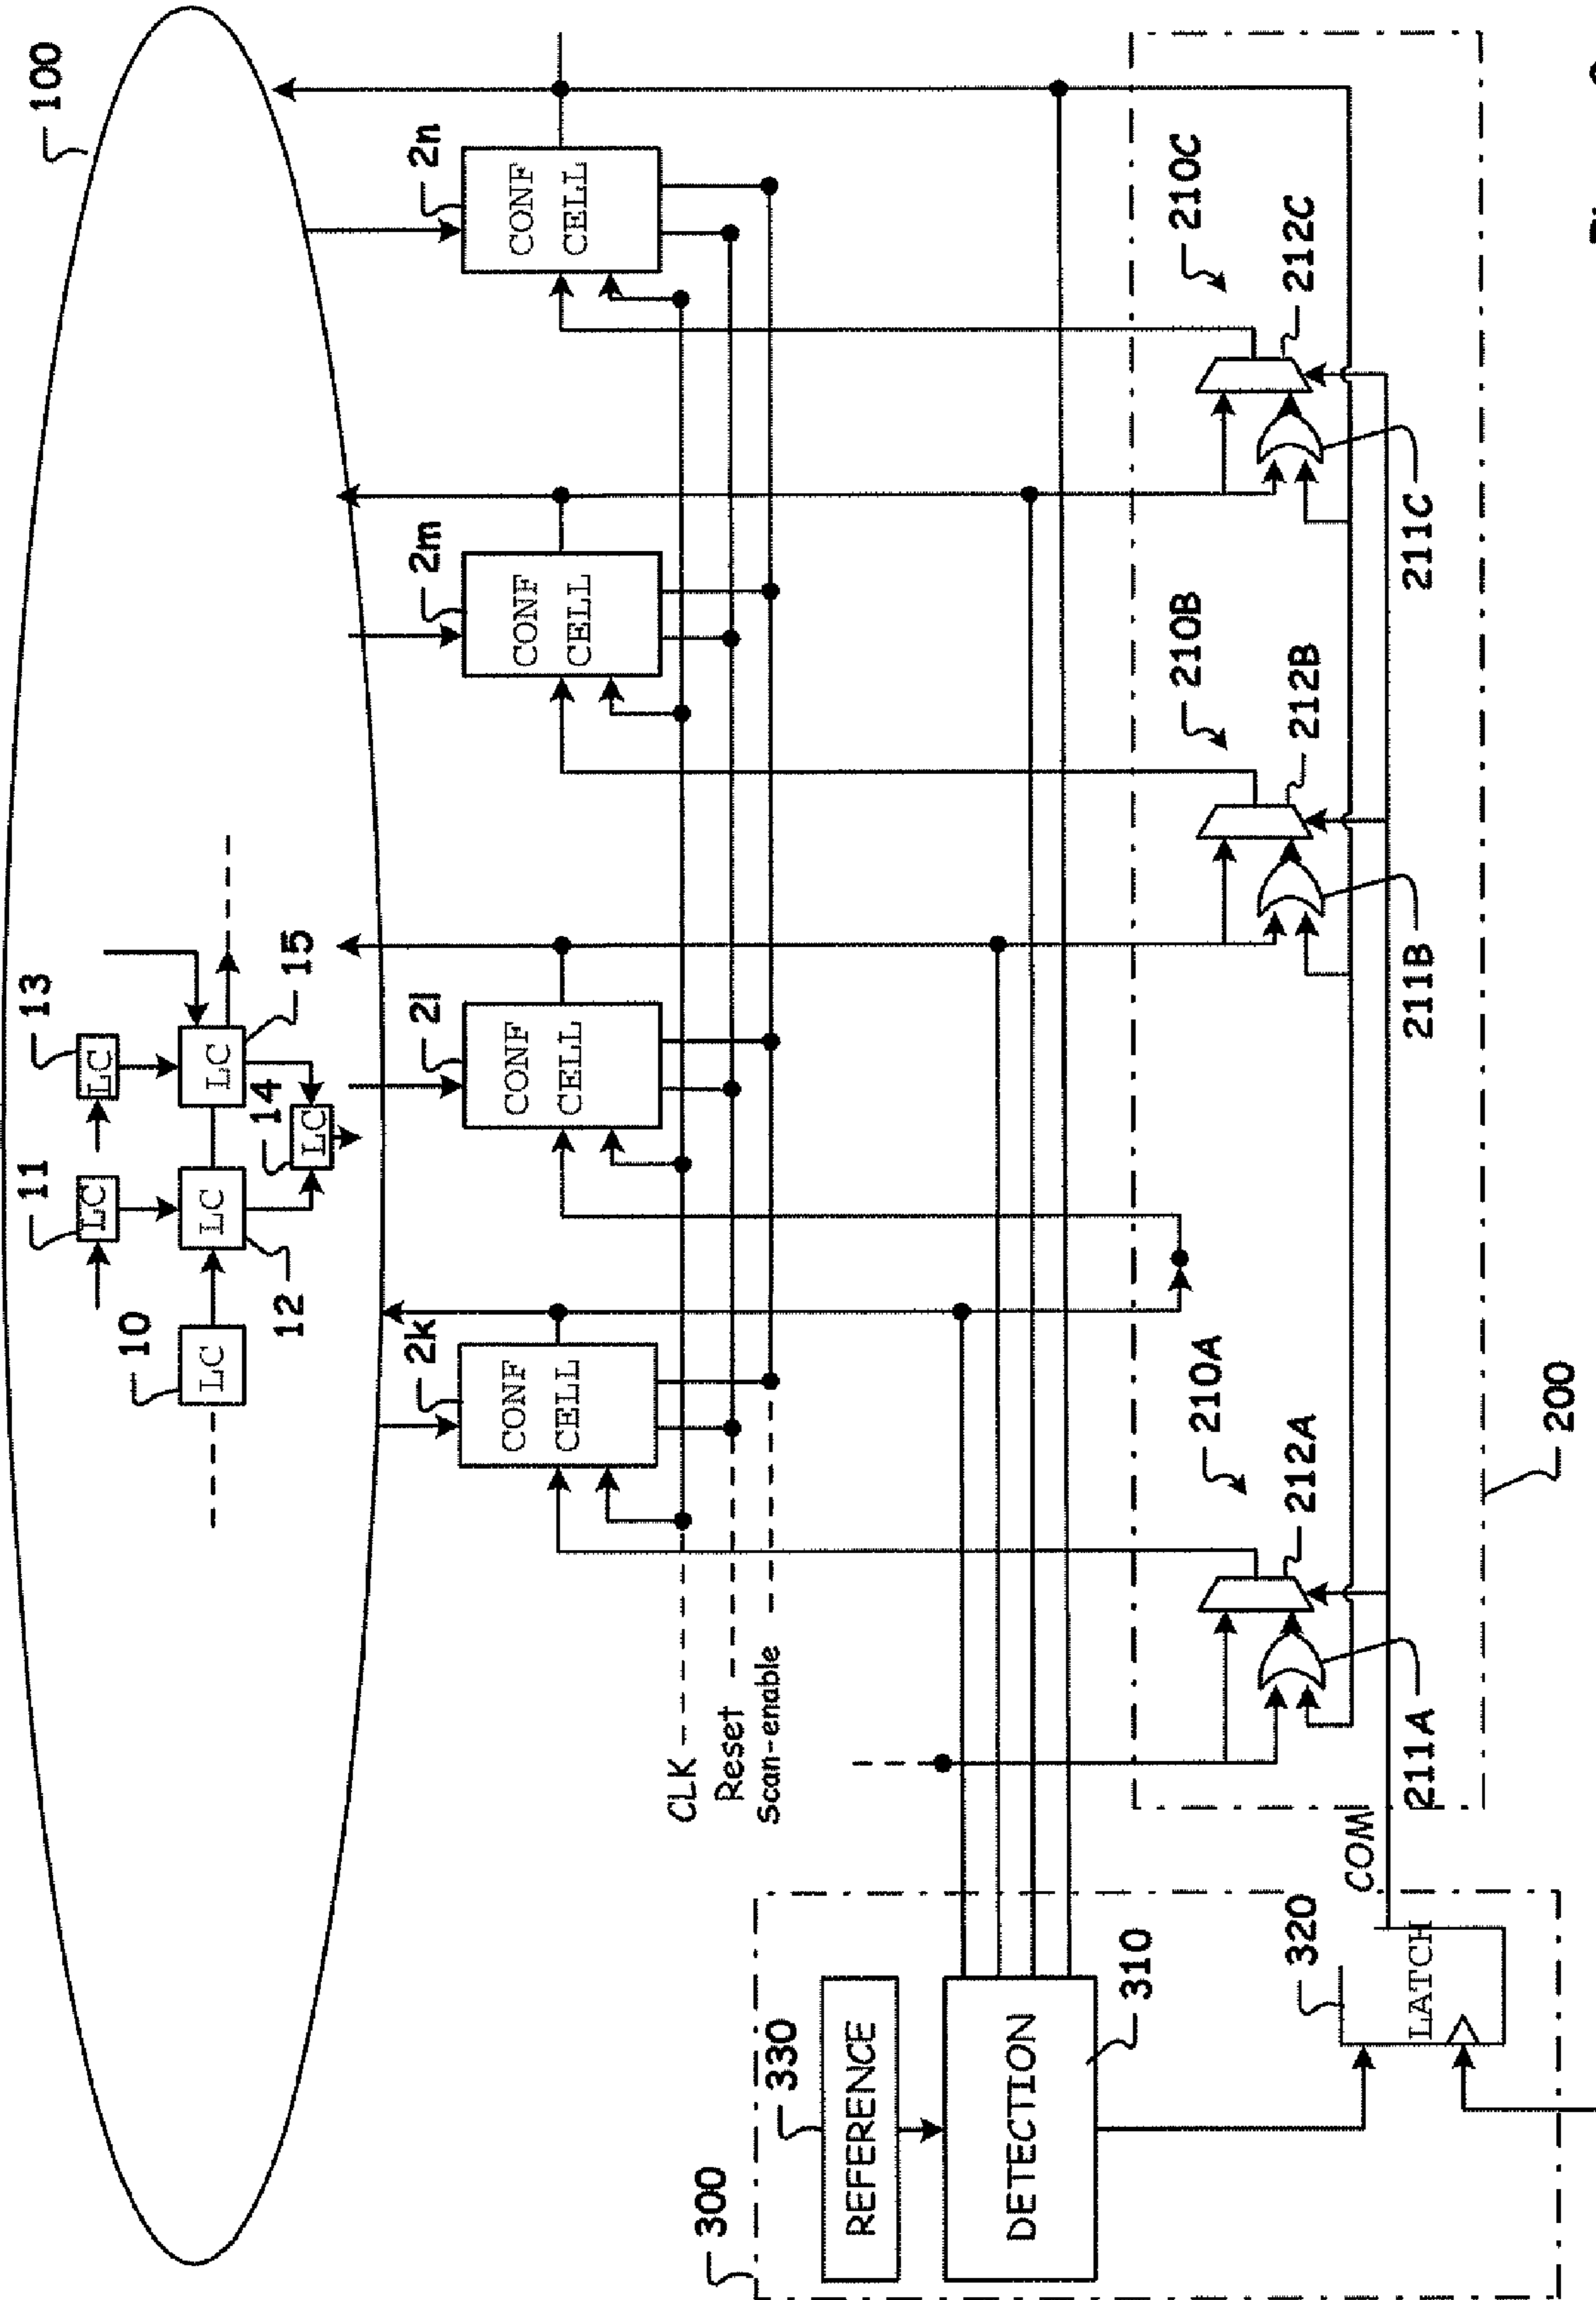 100
13
11
10
LC
LC
LC
LC
LC
LC
12
14
15
2k
2l
2m
2n
CONF
CELL
CONF
CELL
CONF
CELL
CONF
CELL
CLK
Reset
Scan-enable
300
330
REFERENCE
DETECTION
310
320
LATCH
COM
210A
212A
211A
210B
212B
211B
210C
212C
211C
200